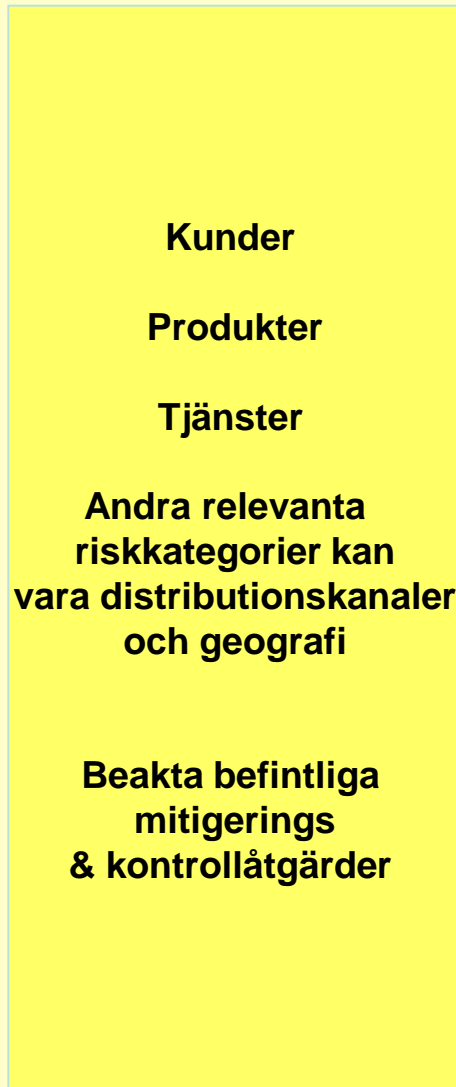 Kunder
Produkter
Tjänster
Andra relevanta
riskkategorier kan
vara distributionskanaler
och geografi
Beakta befintliga
mitigerings
& kontrollåtgärder